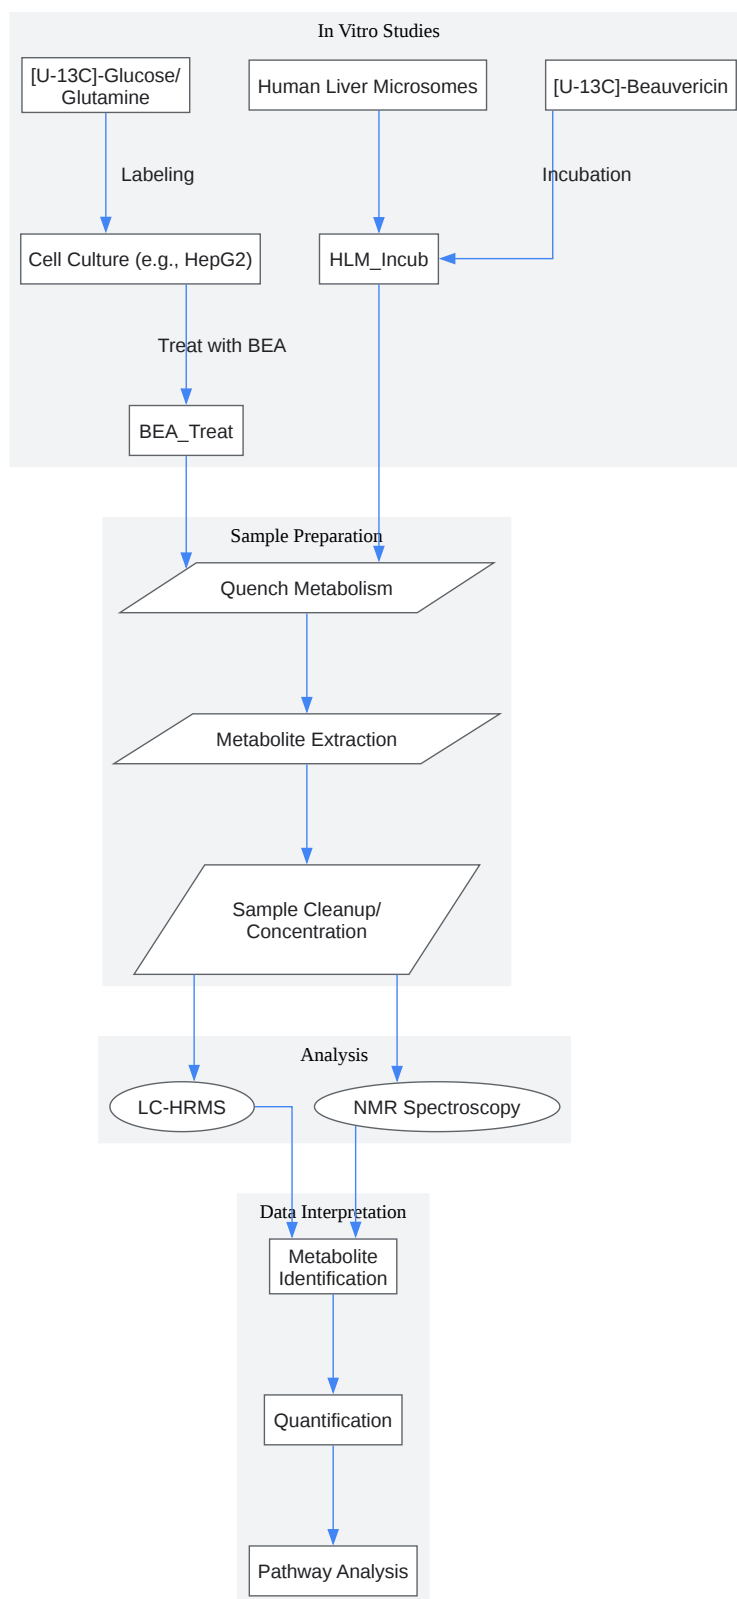 In Vitro Studies
[U-13C]-Glucose/
Glutamine
Human Liver Microsomes
[U-13C]-Beauvericin
Labeling
Incubation
Cell Culture (e.g., HepG2)
HLM_Incub
Treat with BEA
BEA_Treat
Sample Preparation
Quench Metabolism
Metabolite Extraction
Sample Cleanup/
Concentration
Analysis
LC-HRMS
NMR Spectroscopy
Data Interpretation
Metabolite
Identification
Quantification
Pathway Analysis